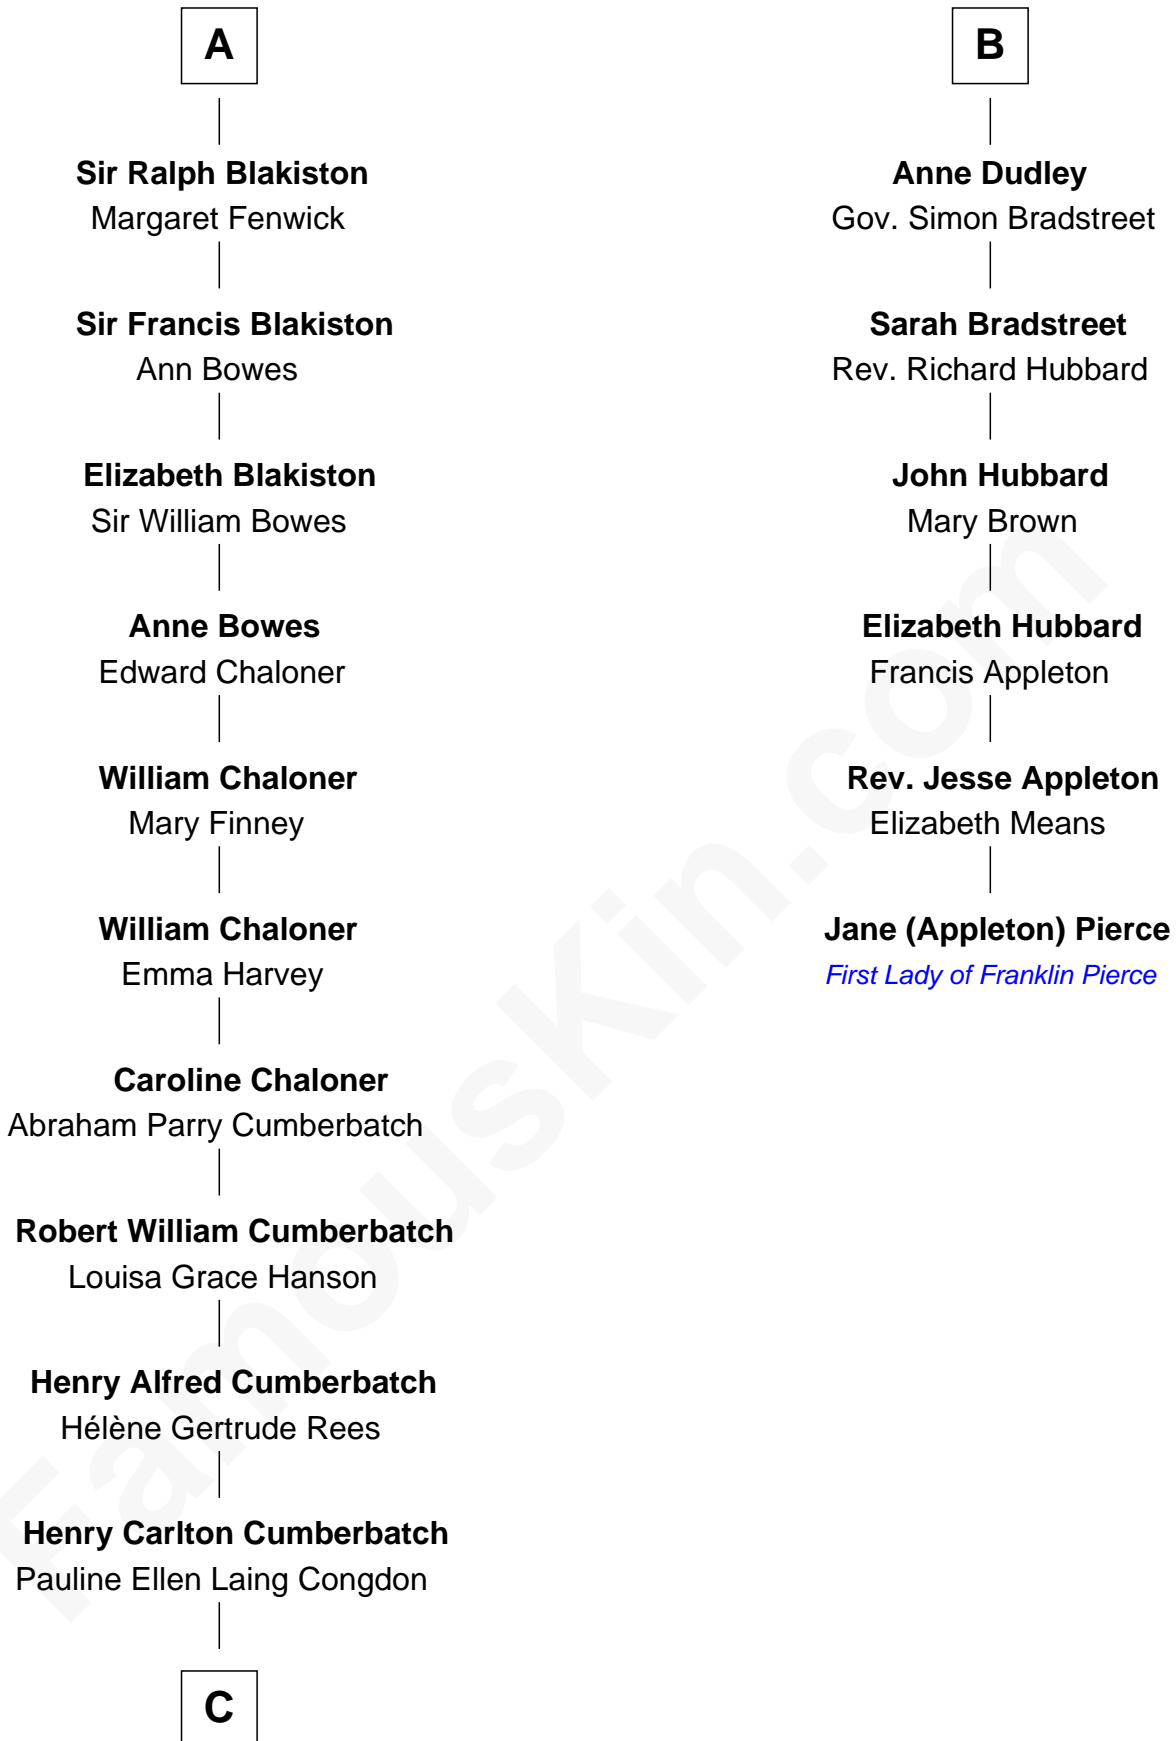 A
Sir Ralph Blakiston
Margaret Fenwick
Sir Francis Blakiston
Ann Bowes
Elizabeth Blakiston
Sir William Bowes
Anne Bowes
Edward Chaloner
William Chaloner
Mary Finney
William Chaloner
Emma Harvey
Caroline Chaloner
Abraham Parry Cumberbatch
Robert William Cumberbatch
Louisa Grace Hanson
Henry Alfred Cumberbatch
Hélène Gertrude Rees
Henry Carlton Cumberbatch
Pauline Ellen Laing Congdon
C
B
Anne Dudley
Gov. Simon Bradstreet
Sarah Bradstreet
Rev. Richard Hubbard
John Hubbard
Mary Brown
Elizabeth Hubbard
Francis Appleton
Rev. Jesse Appleton
Elizabeth Means
Jane (Appleton) Pierce
First Lady of Franklin Pierce
FamousKin.com